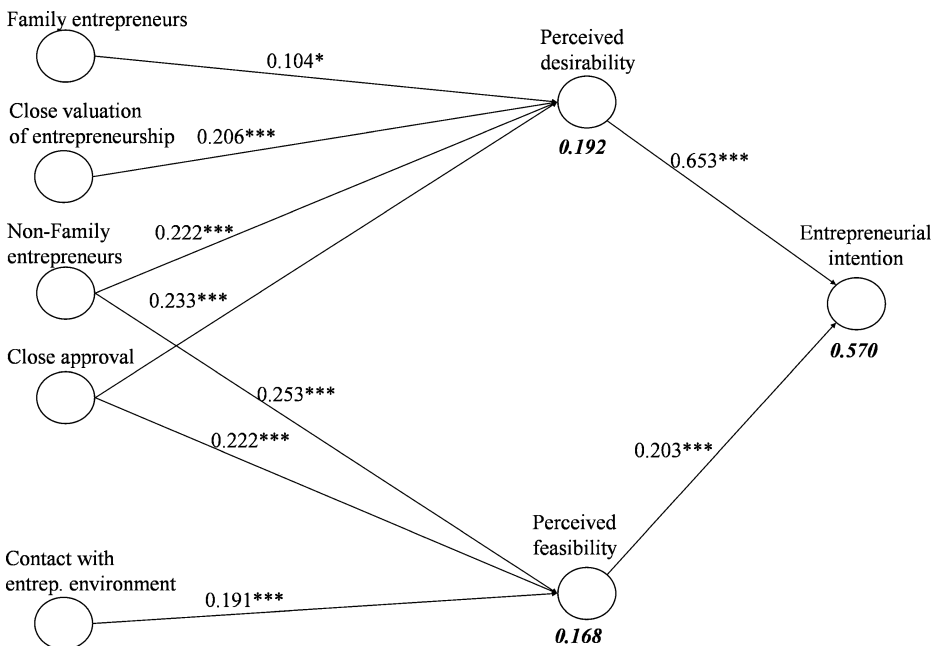 Family entrepreneurs
0.104*
Perceived
desirability
0.192
Close valuation
of entrepreneurship
0.206***
0.653***
Non-Family
entrepreneurs
0.222***
Entrepreneurial
intention
0.570
0.233***
Close approval
0.253***
0.222***
0.203***
Perceived
feasibility
0.168
Contact with
entrep. environment
0.191***